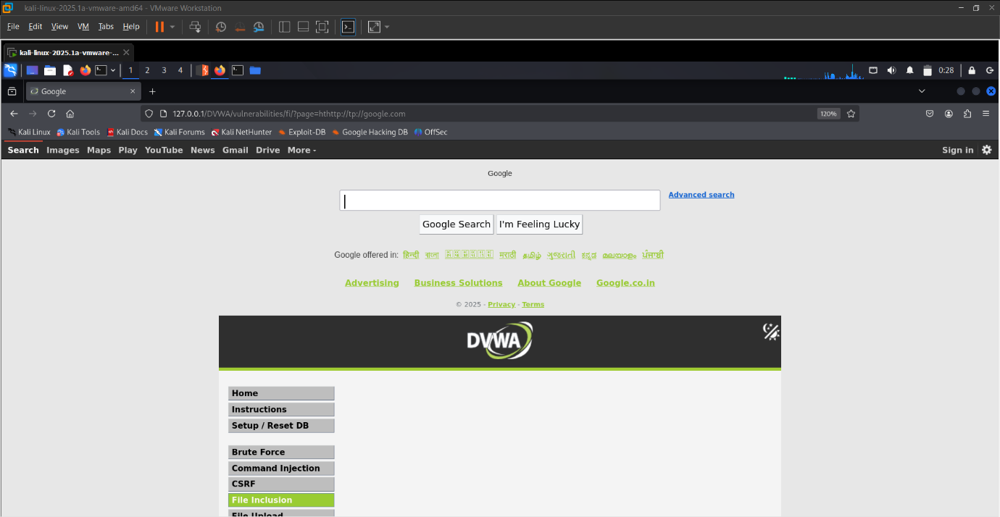 kali-linux-2025.1a-vmware-amd64 - VMware Workstation
File Edit View VM Tabs Help
kali-linux-2025.1a-vmware-...
1 2 3 4 0:28
Google
127.0.0.1/DVWA/vulnerabilities/fi/?page=hthttp://tp://google.com 120%
Kali Linux Kali Tools Kali Docs Kali Forums Kali NetHunter Exploit-DB Google Hacking DB OffSec
Search Images Maps Play YouTube News Gmail Drive More Sign in
Google
Advanced search
Google Search I'm Feeling Lucky
Google offered in: हिन्दी বাংলা मराठी தமிழ் ગુજરાતી ಕನ್ನಡ മലയാളം ਪੰਜਾਬੀ
Advertising Business Solutions About Google Google.co.in
© 2025 - Privacy - Terms
DVWA
Home
Instructions
Setup / Reset DB
Brute Force
Command Injection
CSRF
File Inclusion
File Upload